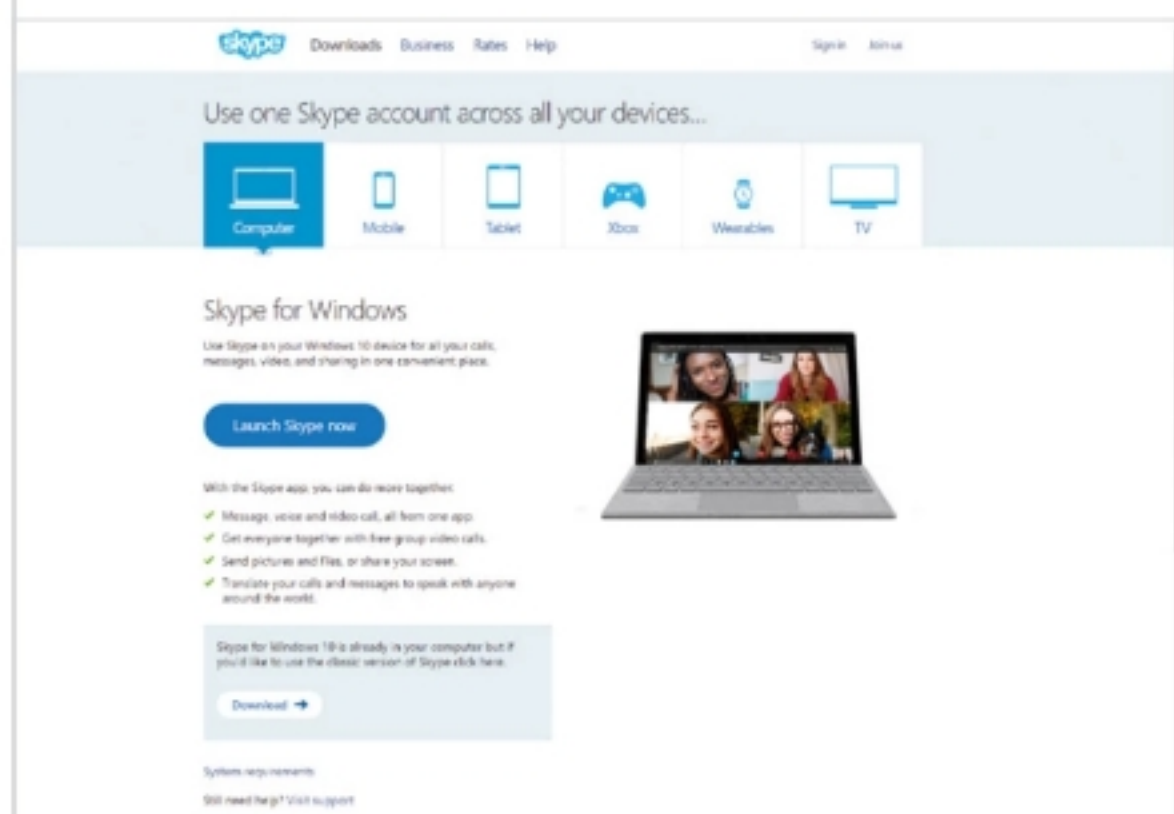 skype Downloads Business Rates Help Sign in Join us
Use one Skype account across all your devices...
Computer Mobile Tablet Xbox Wearables TV
Skype for Windows
Use Skype on your Windows 10 device for all your calls,
messages, video, and sharing in one convenient place.
Launch Skype now
With the Skype app, you can do more together:
Message, voice and video call, all from one app.
Get everyone together with free group video calls.
Send pictures and files, or share your screen.
Translate your calls and messages to speak with anyone
around the world.
Skype for Windows 10 is already in your computer but if
you'd like to use the classic version of Skype click here.
Download
System requirements
Still need help? Visit support